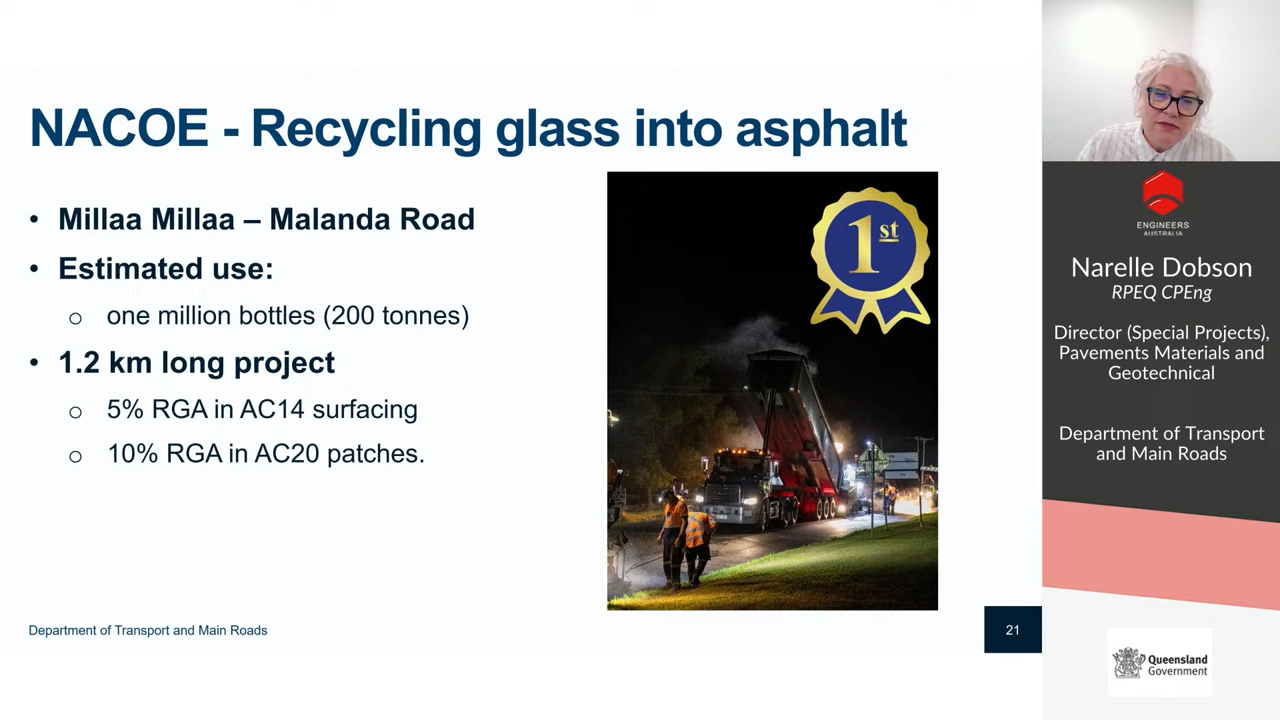 NACOE - Recycling glass into asphalt
• Millaa Millaa – Malanda Road
• Estimated use:
o one million bottles (200 tonnes)
• 1.2 km long project
o 5% RGA in AC14 surfacing
o 10% RGA in AC20 patches.
1st
Department of Transport and Main Roads
21
ENGINEERS
AUSTRALIA
Narelle Dobson
RPEQ CPEng
Director (Special Projects),
Pavements Materials and
Geotechnical
Department of Transport
and Main Roads
Queensland
Government